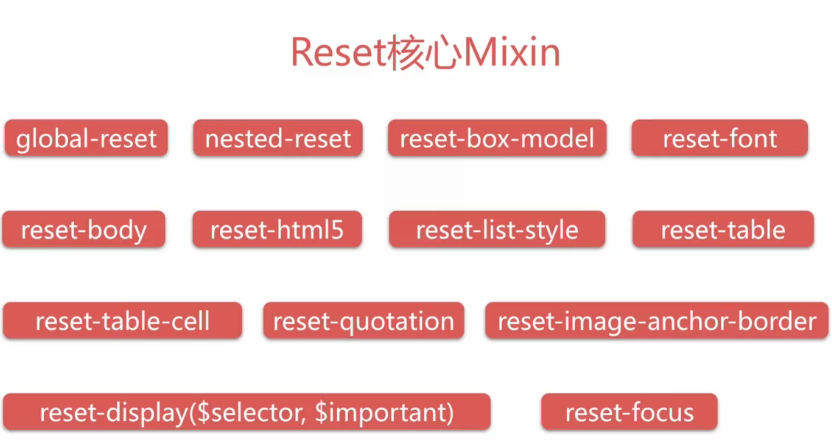 Reset核心Mixin
global-reset nested-reset reset-box-model reset-font
reset-body reset-html5 reset-list-style reset-table
reset-table-cell reset-quotation reset-image-anchor-border
reset-display($selector, $important) reset-focus